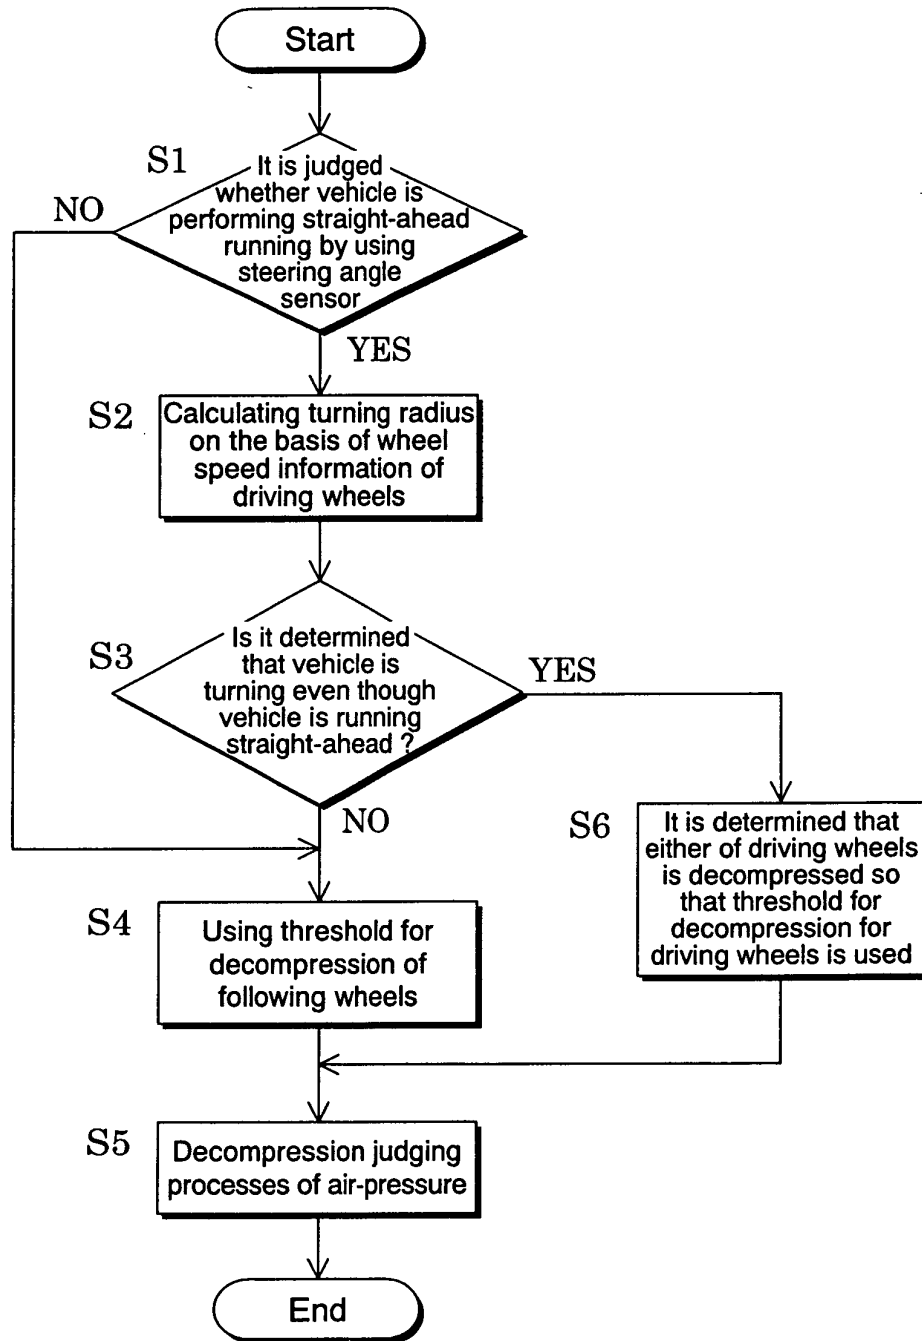 Start
S1
It is judged
whether vehicle is
performing straight-ahead
running by using
steering angle
sensor
NO
YES
S2
Calculating turning radius
on the basis of wheel
speed information of
driving wheels
S3
Is it determined
that vehicle is
turning even though
vehicle is running
straight-ahead ?
YES
NO
S6
It is determined that
either of driving wheels
is decompressed so
that threshold for
decompression for
driving wheels is used
S4
Using threshold for
decompression of
following wheels
S5
Decompression judging
processes of air-pressure
End